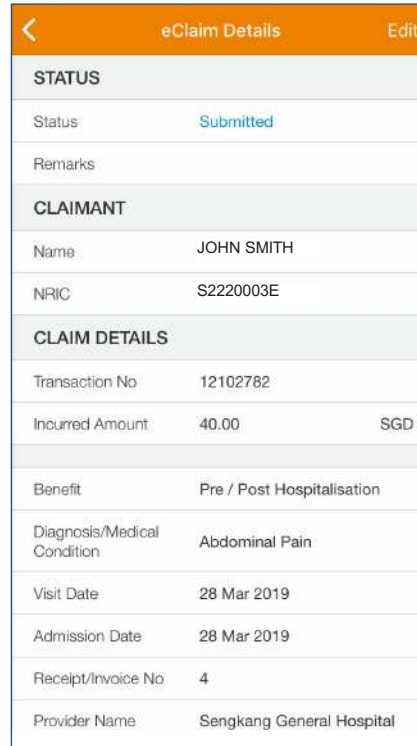 eClaim Details Edit
STATUS
Status Submitted
Remarks
CLAIMANT
Name JOHN SMITH
NRIC S2220003E
CLAIM DETAILS
Transaction No 12102782
Incurred Amount 40.00 SGD
Benefit Pre / Post Hospitalisation
Diagnosis/Medical
Condition Abdominal Pain
Visit Date 28 Mar 2019
Admission Date 28 Mar 2019
Receipt/Invoice No 4
Provider Name Sengkang General Hospital